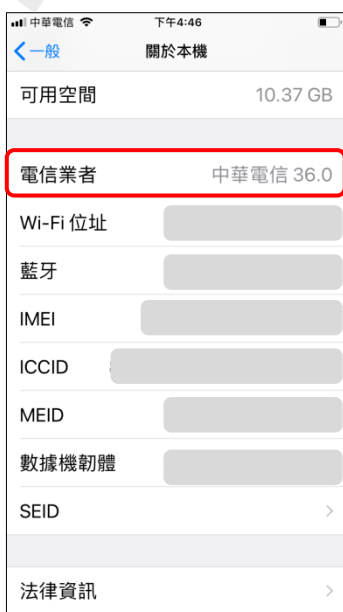 中華電信 下午4:46
一般 關於本機
可用空間 10.37 GB
電信業者 中華電信 36.0
Wi-Fi 位址
藍牙
IMEI
ICCID
MEID
數據機韌體
SEID
法律資訊